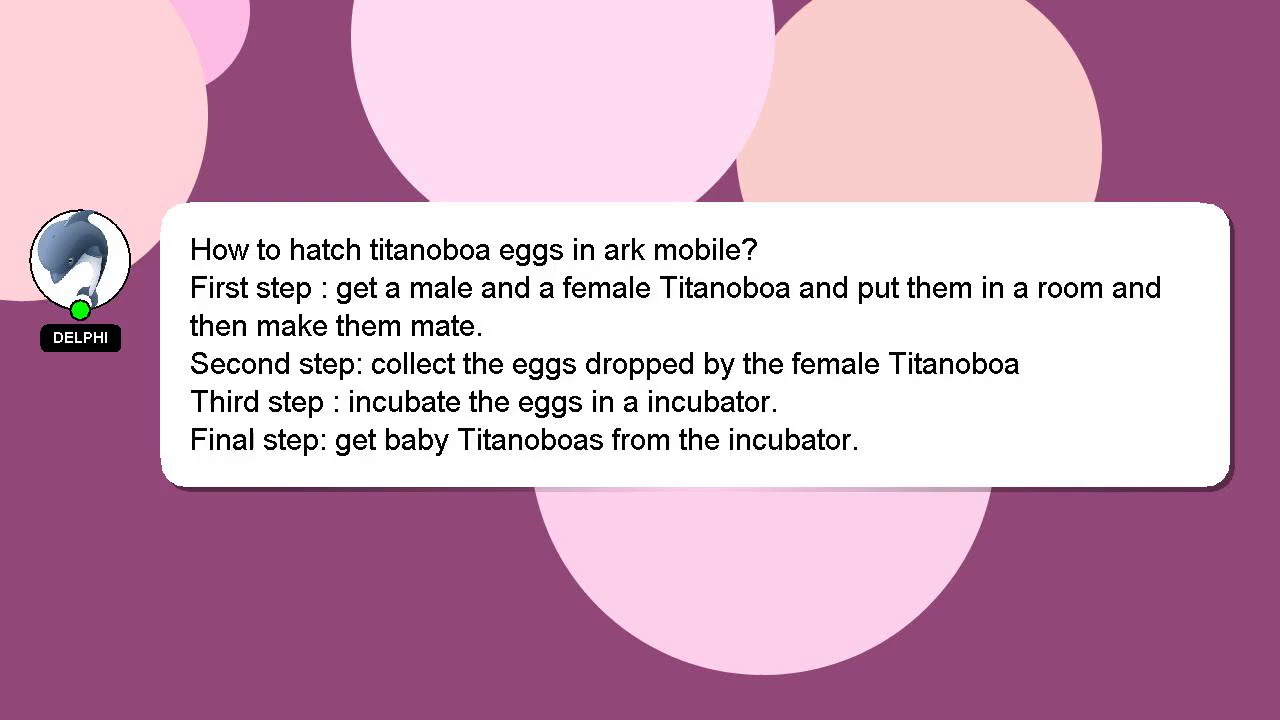 How to hatch titanoboa eggs in ark mobile?
First step : get a male and a female Titanoboa and put them in a room and
then make them mate.
Second step: collect the eggs dropped by the female Titanoboa
Third step : incubate the eggs in a incubator.
Final step: get baby Titanoboas from the incubator.
DELPHI